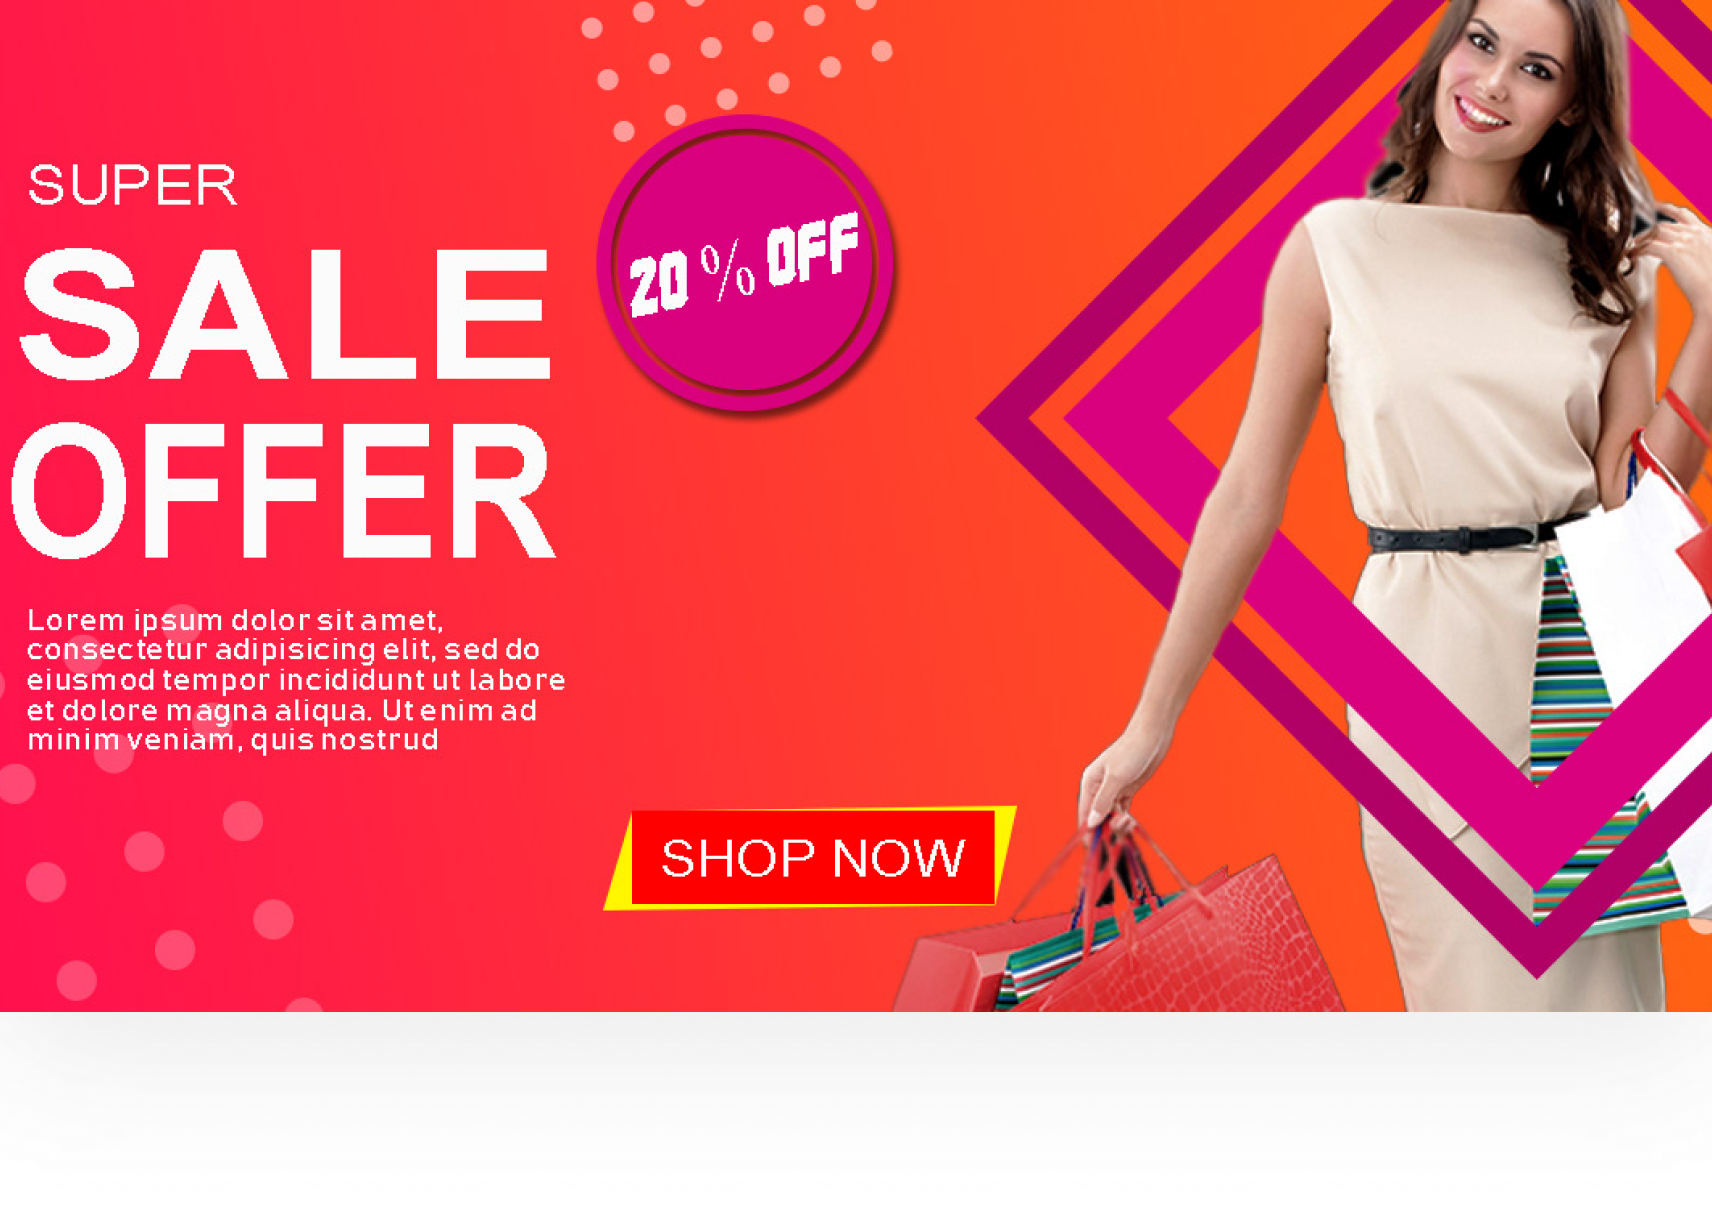 SUPER
SALE
OFFER
20 % OFF
Lorem ipsum dolor sit amet,
consectetur adipisicing elit, sed do
eiusmod tempor incididunt ut labore
et dolore magna aliqua. Ut enim ad
minim veniam, quis nostrud
SHOP NOW